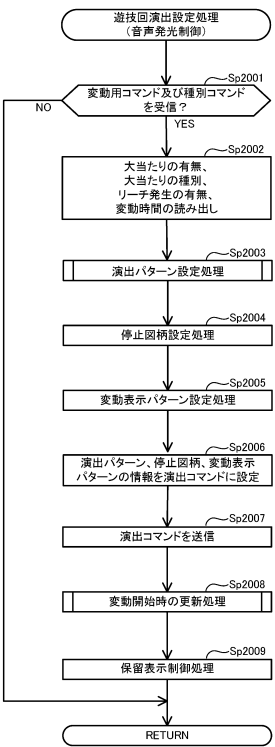 遊技回演出設定処理
(音声発光制御)
Sp2001
変動用コマンド及び種別コマンド
を受信？
NO
YES
Sp2002
大当たりの有無、
大当たりの種別、
リーチ発生の有無、
変動時間の読み出し
Sp2003
演出パターン設定処理
Sp2004
停止図柄設定処理
Sp2005
変動表示パターン設定処理
Sp2006
演出パターン、停止図柄、変動表示
パターンの情報を演出コマンドに設定
Sp2007
演出コマンドを送信
Sp2008
変動開始時の更新処理
Sp2009
保留表示制御処理
RETURN